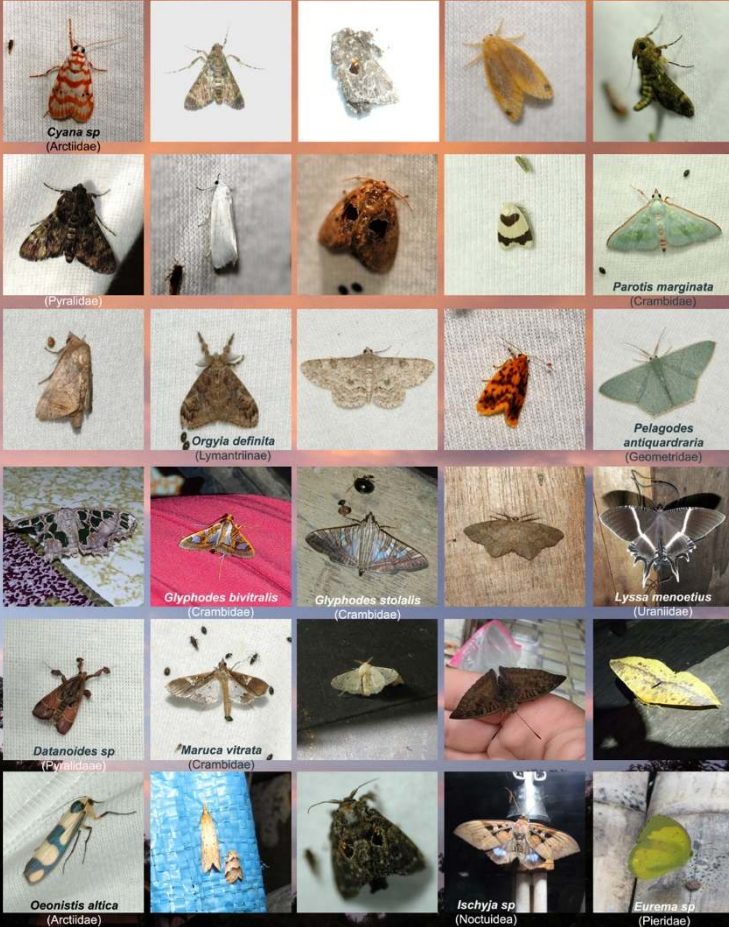 Cyana sp
(Arctiidae)
(Pyralidae)
Parotis marginata
(Crambidae)
Orgyia definita
(Lymantriinae)
Pelagodes
antiquardraria
(Geometridae)
Glyphodes bivitralis
(Crambidae)
Glyphodes stolalis
(Crambidae)
Lyssa menoetius
(Uraniidae)
Datanoides sp
(Pyralidaae)
Maruca vitrata
(Crambidae)
Oeonistis altica
(Arctiidae)
Ischyja sp
(Noctuidea)
Eurema sp
(Pieridae)